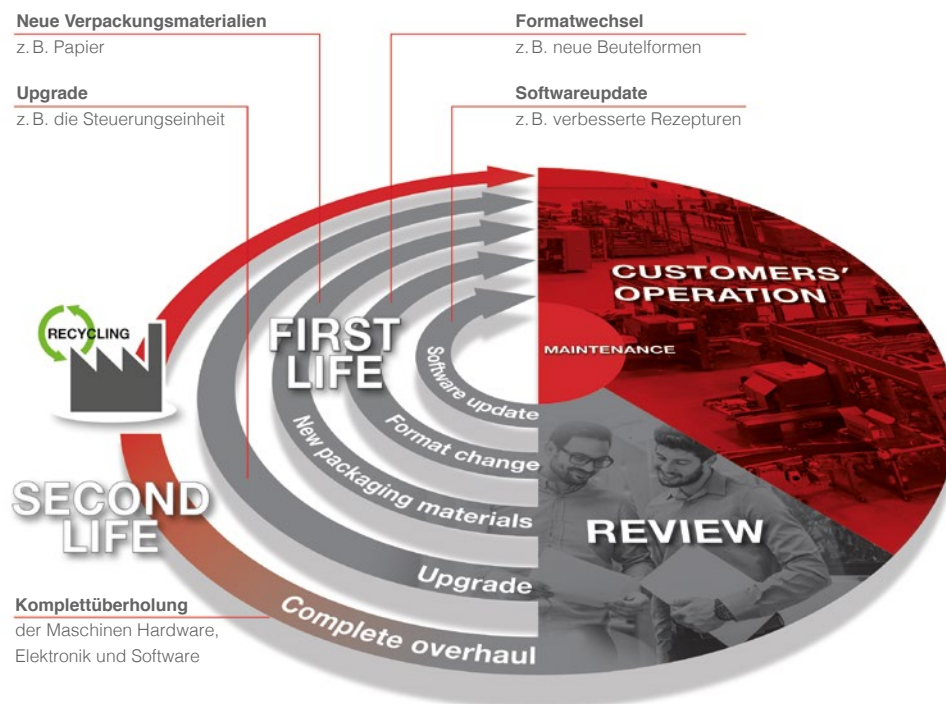 Neue Verpackungsmaterialien
z. B. Papier
Formatwechsel
z. B. neue Beutelformen
Upgrade
z. B. die Steuerungseinheit
Softwareupdate
z. B. verbesserte Rezepturen
CUSTOMERS’
OPERATION
RECYCLING
FIRST
LIFE
MAINTENANCE
Software update
Format change
New packaging materials
SECOND
LIFE
REVIEW
Upgrade
Complete overhaul
Komplettüberholung
der Maschinen Hardware,
Elektronik und Software